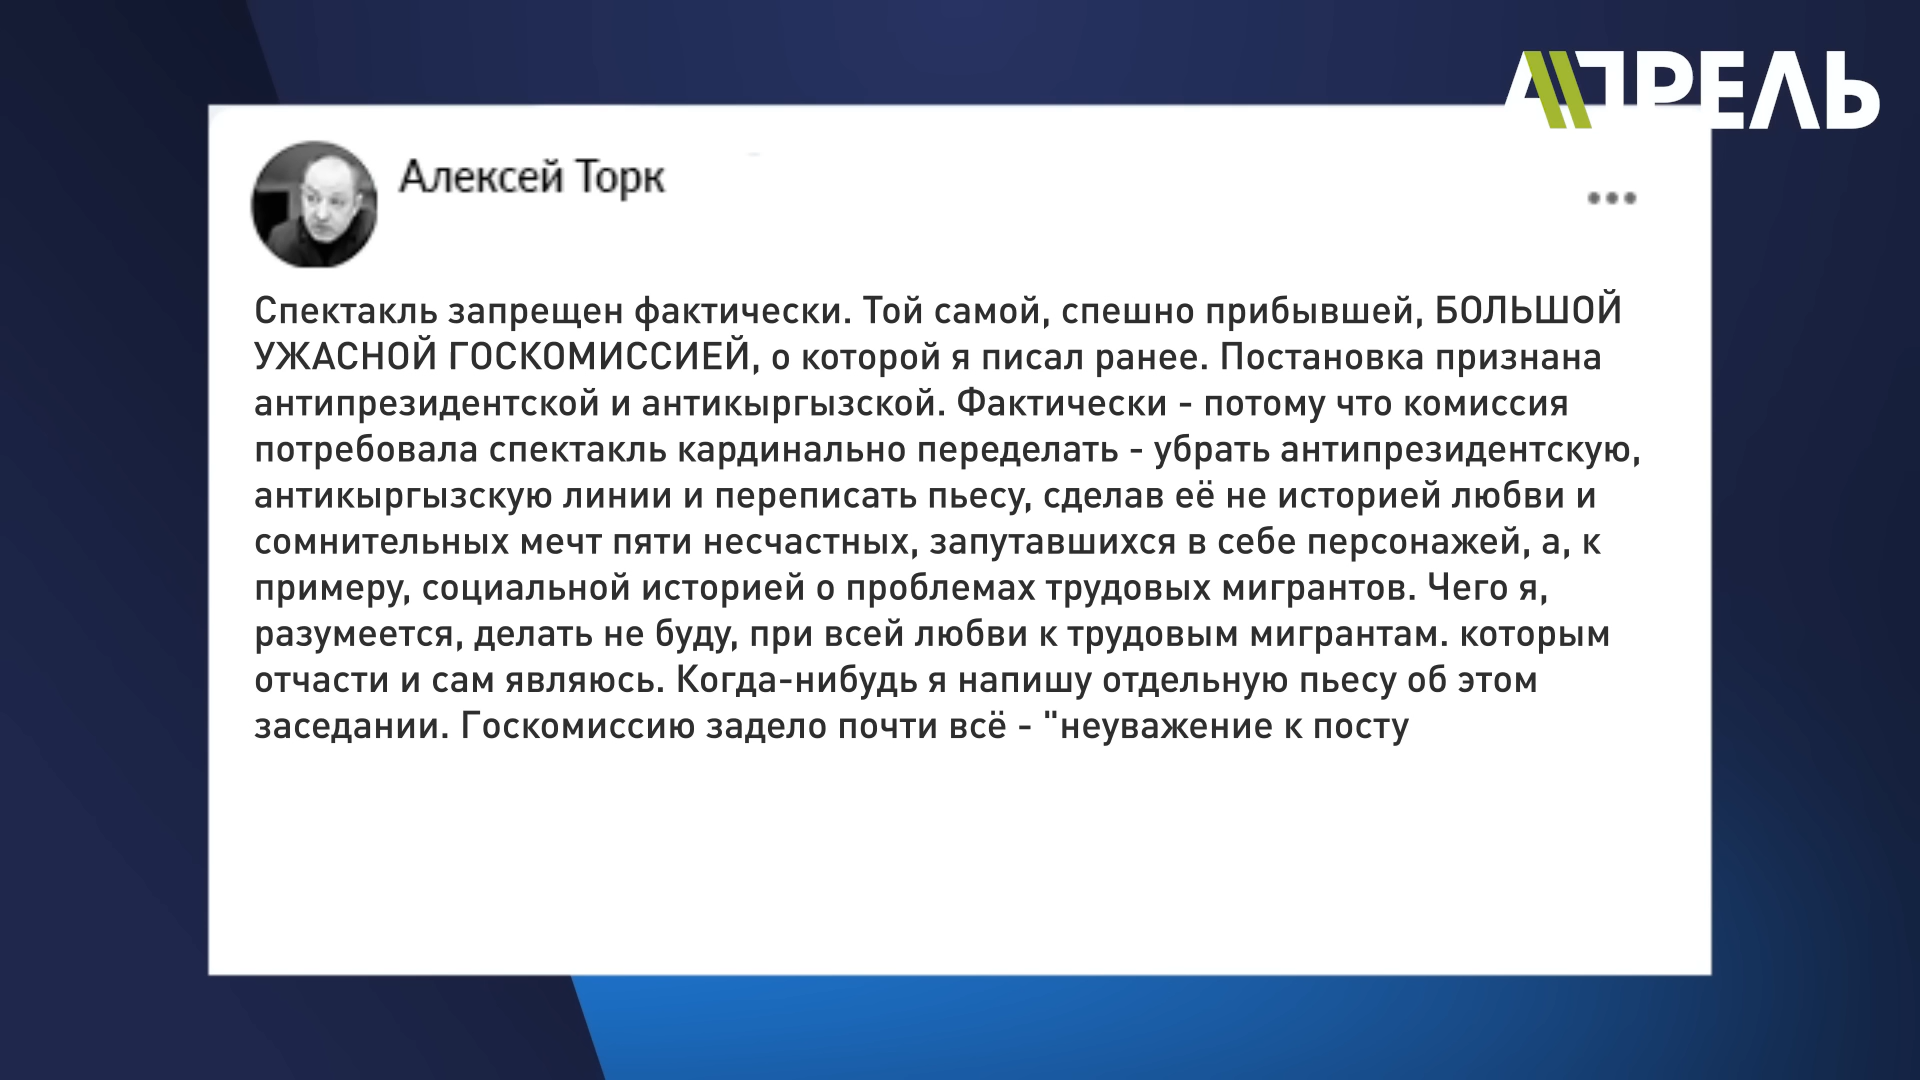 АПРЕЛЬ
Алексей Торк
Спектакль запрещен фактически. Той самой, спешно прибывшей, БОЛЬШОЙ
УЖАСНОЙ ГОСКОМИССИЕЙ, о которой я писал ранее. Постановка признана
антипрезидентской и антикыргызской. Фактически - потому что комиссия
потребовала спектакль кардинально переделать - убрать антипрезидентскую,
антикыргызскую линии и переписать пьесу, сделав её не историей любви и
сомнительных мечт пяти несчастных, запутавшихся в себе персонажей, а, к
примеру, социальной историей о проблемах трудовых мигрантов. Чего я,
разумеется, делать не буду, при всей любви к трудовым мигрантам. которым
отчасти и сам являюсь. Когда-нибудь я напишу отдельную пьесу об этом
заседании. Госкомиссию задело почти всё - "неуважение к посту